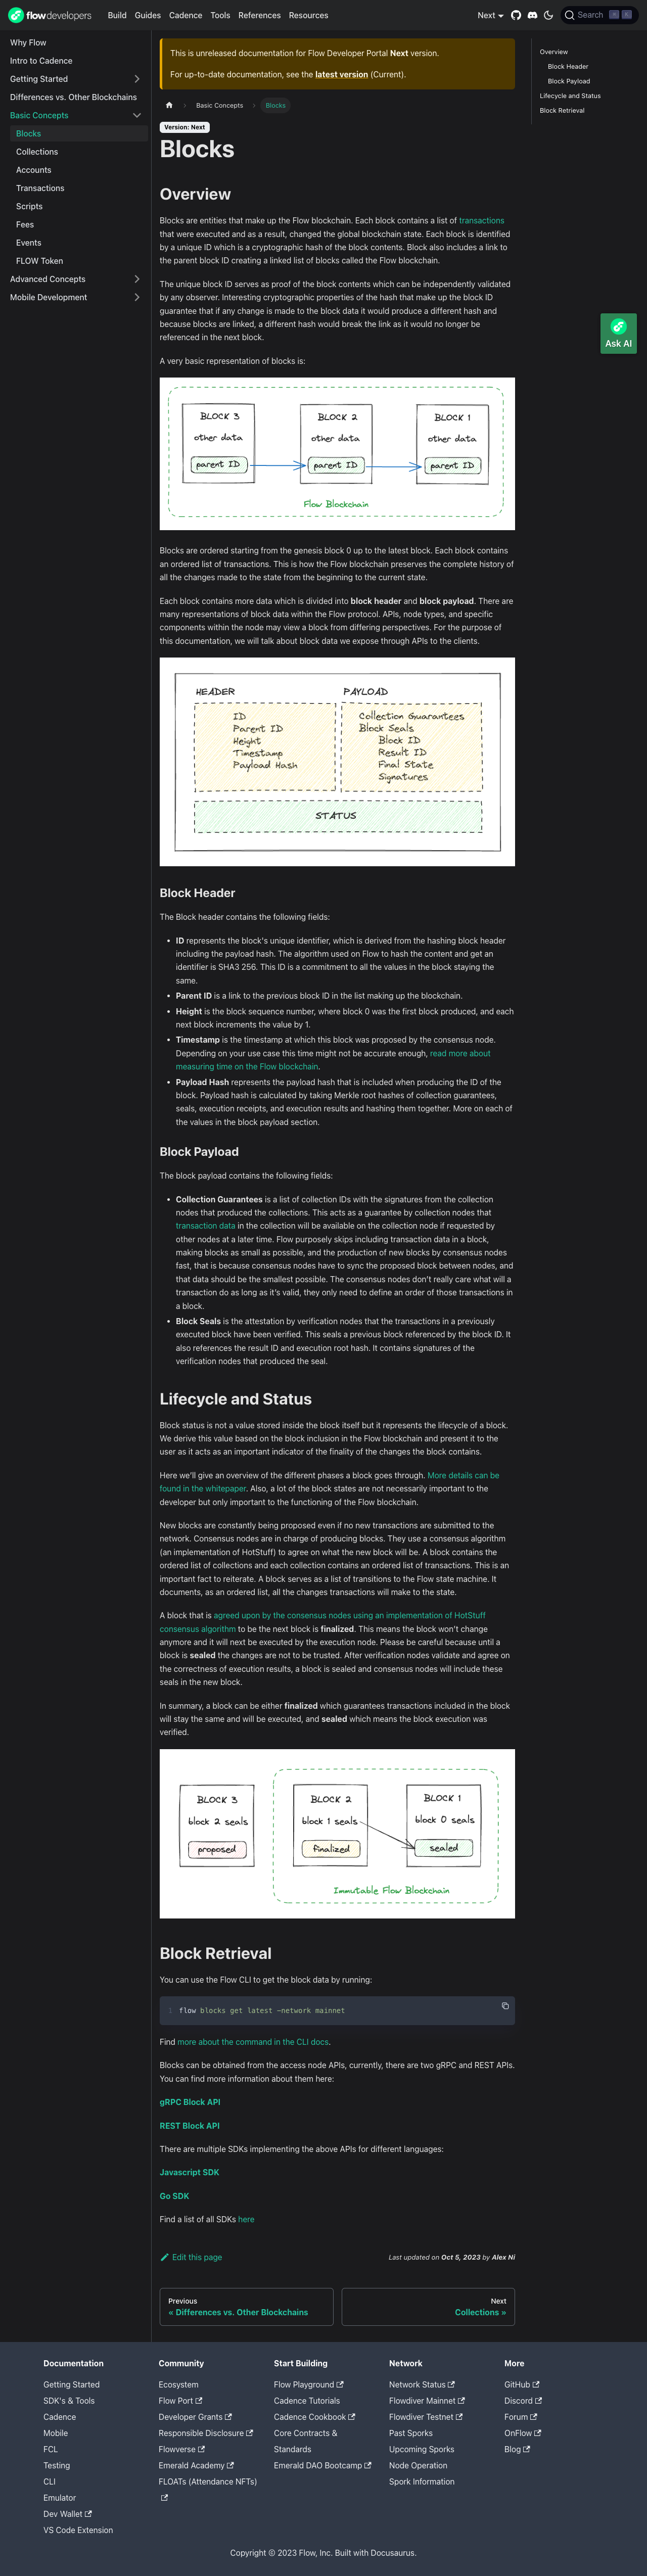 flowdevelopers
Build Guides Cadence Tools References Resources
Next
Search
K
Why Flow
Intro to Cadence
Getting Started
Differences vs. Other Blockchains
Basic Concepts
Blocks
Collections
Accounts
Transactions
Scripts
Fees
Events
FLOW Token
Advanced Concepts
Mobile Development
This is unreleased documentation for Flow Developer Portal Next version.
For up-to-date documentation, see the latest version (Current).
Basic Concepts
Blocks
Version: Next
Blocks
Overview
Blocks are entities that make up the Flow blockchain. Each block contains a list of transactions
that were executed and as a result, changed the global blockchain state. Each block is identified
by a unique ID which is a cryptographic hash of the block contents. Block also includes a link to
the parent block ID creating a linked list of blocks called the Flow blockchain.
The unique block ID serves as proof of the block contents which can be independently validated
by any observer. Interesting cryptographic properties of the hash that make up the block ID
guarantee that if any change is made to the block data it would produce a different hash and
because blocks are linked, a different hash would break the link as it would no longer be
referenced in the next block.
A very basic representation of blocks is:
BLOCK 3 BLOCK 2 BLOCK 1
other data other data other data
parent ID parent ID parent ID
Flow Blockchain
Blocks are ordered starting from the genesis block 0 up to the latest block. Each block contains
an ordered list of transactions. This is how the Flow blockchain preserves the complete history of
all the changes made to the state from the beginning to the current state.
Each block contains more data which is divided into block header and block payload. There are
many representations of block data within the Flow protocol. APIs, node types, and specific
components within the node may view a block from differing perspectives. For the purpose of
this documentation, we will talk about block data we expose through APIs to the clients.
HEADER
ID
Parent ID
Height
Timestamp
Payload Hash
PAYLOAD
Collection Guarantees
Block Seals
Block ID
Result ID
Final State
Signatures
STATUS
Block Header
The Block header contains the following fields:
• ID represents the block's unique identifier, which is derived from the hashing block header
including the payload hash. The algorithm used on Flow to hash the content and get an
identifier is SHA3 256. This ID is a commitment to all the values in the block staying the
same.
• Parent ID is a link to the previous block ID in the list making up the blockchain.
• Height is the block sequence number, where block 0 was the first block produced, and each
next block increments the value by 1.
• Timestamp is the timestamp at which this block was proposed by the consensus node.
Depending on your use case this time might not be accurate enough, read more about
measuring time on the Flow blockchain.
• Payload Hash represents the payload hash that is included when producing the ID of the
block. Payload hash is calculated by taking Merkle root hashes of collection guarantees,
seals, execution receipts, and execution results and hashing them together. More on each of
the values in the block payload section.
Block Payload
The block payload contains the following fields:
• Collection Guarantees is a list of collection IDs with the signatures from the collection
nodes that produced the collections. This acts as a guarantee by collection nodes that
transaction data in the collection will be available on the collection node if requested by
other nodes at a later time. Flow purposely skips including transaction data in a block,
making blocks as small as possible, and the production of new blocks by consensus nodes
fast, that is because consensus nodes have to sync the proposed block between nodes, and
that data should be the smallest possible. The consensus nodes don't really care what will a
transaction do as long as it's valid, they only need to define an order of those transactions in
a block.
• Block Seals is the attestation by verification nodes that the transactions in a previously
executed block have been verified. This seals a previous block referenced by the block ID. It
also references the result ID and execution root hash. It contains signatures of the
verification nodes that produced the seal.
Lifecycle and Status
Block status is not a value stored inside the block itself but it represents the lifecycle of a block.
We derive this value based on the block inclusion in the Flow blockchain and present it to the
user as it acts as an important indicator of the finality of the changes the block contains.
Here we'll give an overview of the different phases a block goes through. More details can be
found in the whitepaper. Also, a lot of the block states are not necessarily important to the
developer but only important to the functioning of the Flow blockchain.
New blocks are constantly being proposed even if no new transactions are submitted to the
network. Consensus nodes are in charge of producing blocks. They use a consensus algorithm
(an implementation of HotStuff) to agree on what the new block will be. A block contains the
ordered list of collections and each collection contains an ordered list of transactions. This is an
important fact to reiterate. A block serves as a list of transitions to the Flow state machine. It
documents, as an ordered list, all the changes transactions will make to the state.
A block that is agreed upon by the consensus nodes using an implementation of HotStuff
consensus algorithm to be the next block is finalized. This means the block won't change
anymore and it will next be executed by the execution node. Please be careful because until a
block is sealed the changes are not to be trusted. After verification nodes validate and agree on
the correctness of execution results, a block is sealed and consensus nodes will include these
seals in the new block.
In summary, a block can be either finalized which guarantees transactions included in the block
will stay the same and will be executed, and sealed which means the block execution was
verified.
BLOCK 3 BLOCK 2 BLOCK 1
block 2 seals block 1 seals block 0 seals
proposed finalized sealed
Immutable Flow Blockchain
Block Retrieval
You can use the Flow CLI to get the block data by running:
1 flow blocks get latest –network mainnet
Find more about the command in the CLI docs.
Blocks can be obtained from the access node APIs, currently, there are two gRPC and REST APIs.
You can find more information about them here:
gRPC Block API
REST Block API
There are multiple SDKs implementing the above APIs for different languages:
Javascript SDK
Go SDK
Find a list of all SDKs here
Edit this page
Last updated on Oct 5, 2023 by Alex Ni
Previous
« Differences vs. Other Blockchains
Next
Collections »
Overview
Block Header
Block Payload
Lifecycle and Status
Block Retrieval
Ask AI
Documentation
Getting Started
SDK's & Tools
Cadence
Mobile
FCL
Testing
CLI
Emulator
Dev Wallet
VS Code Extension
Community
Ecosystem
Flow Port
Developer Grants
Responsible Disclosure
Flowverse
Emerald Academy
FLOATs (Attendance NFTs)
Start Building
Flow Playground
Cadence Tutorials
Cadence Cookbook
Core Contracts &
Standards
Emerald DAO Bootcamp
Network
Network Status
Flowdiver Mainnet
Flowdiver Testnet
Past Sporks
Upcoming Sporks
Node Operation
Spork Information
More
GitHub
Discord
Forum
OnFlow
Blog
Copyright © 2023 Flow, Inc. Built with Docusaurus.